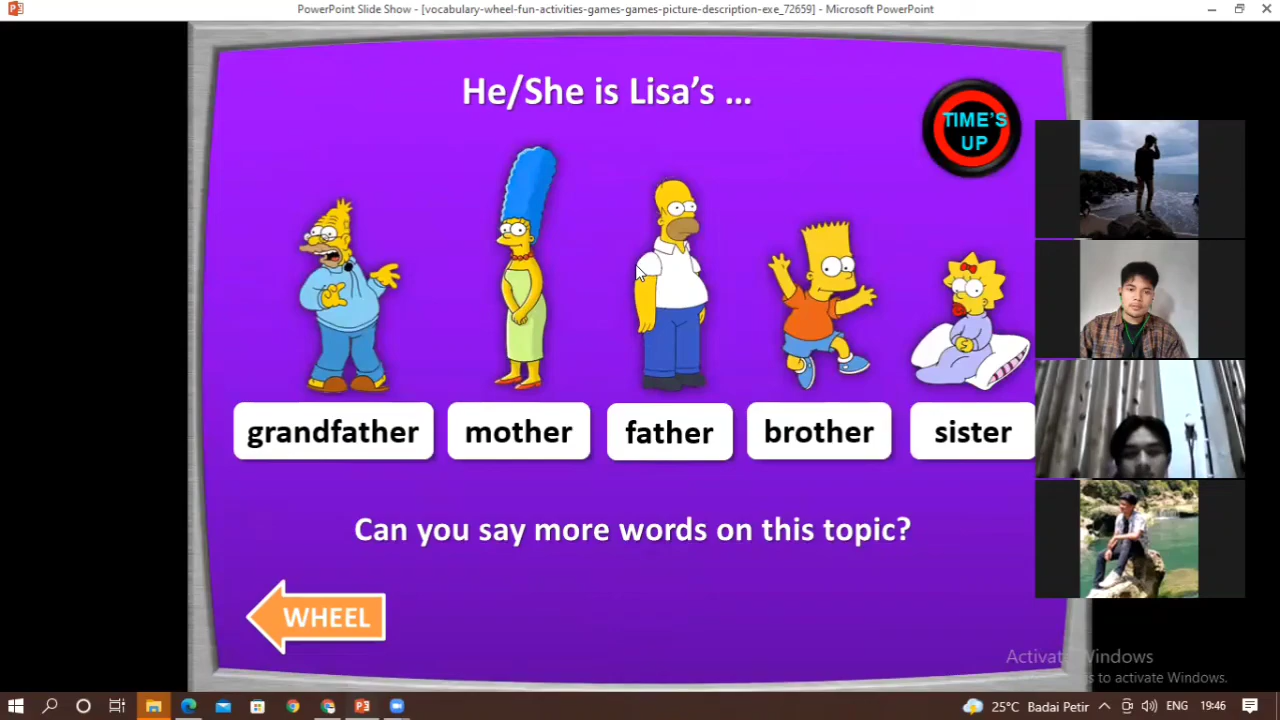 PowerPoint Slide Show - [vocabulary-wheel-fun-activities-games-games-picture-description-exe_72659] - Microsoft PowerPoint
He/She is Lisa's ...
TIME'S
UP
grandfather
mother
father
brother
sister
Can you say more words on this topic?
WHEEL
Activate Windows
to activate Windows.
25°C Badai Petir
ENG
19:46